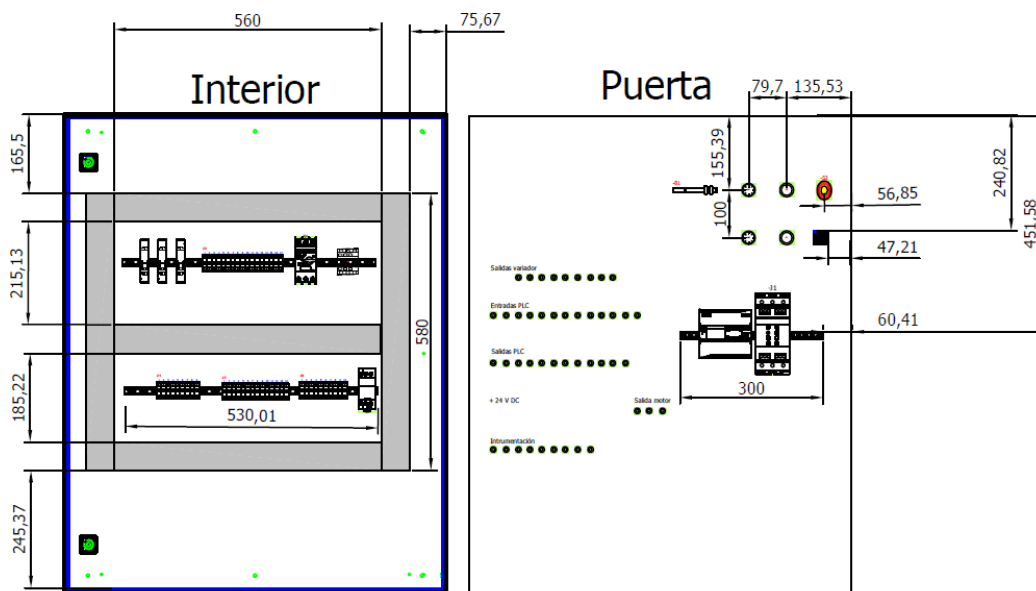 560
75,67
Interior
Puerta
79,7
135,53
165,5
155,39
240,82
56,85
100
451,58
47,21
215,13
Salidas variador
Entradas PLC
-J1
580
60,41
Salidas PLC
185,22
300
530,01
+ 24 V DC
Salida motor
Intrumentación
245,37